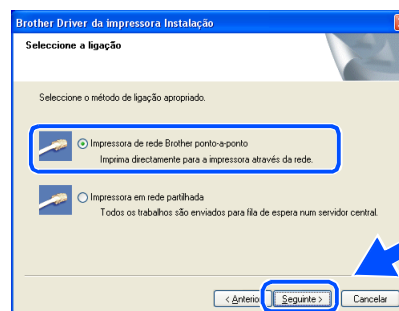 Brother Driver da impressora Instalação
Seleccione a ligação
Seleccione o método de ligação apropriado.
Impressora de rede Brother ponto-a-ponto
Imprima directamente para a impressora através da rede.
Impressora em rede partilhada
Todos os trabalhos são enviados para fila de espera num servidor central.
< Anterio Seguinte > Cancelar